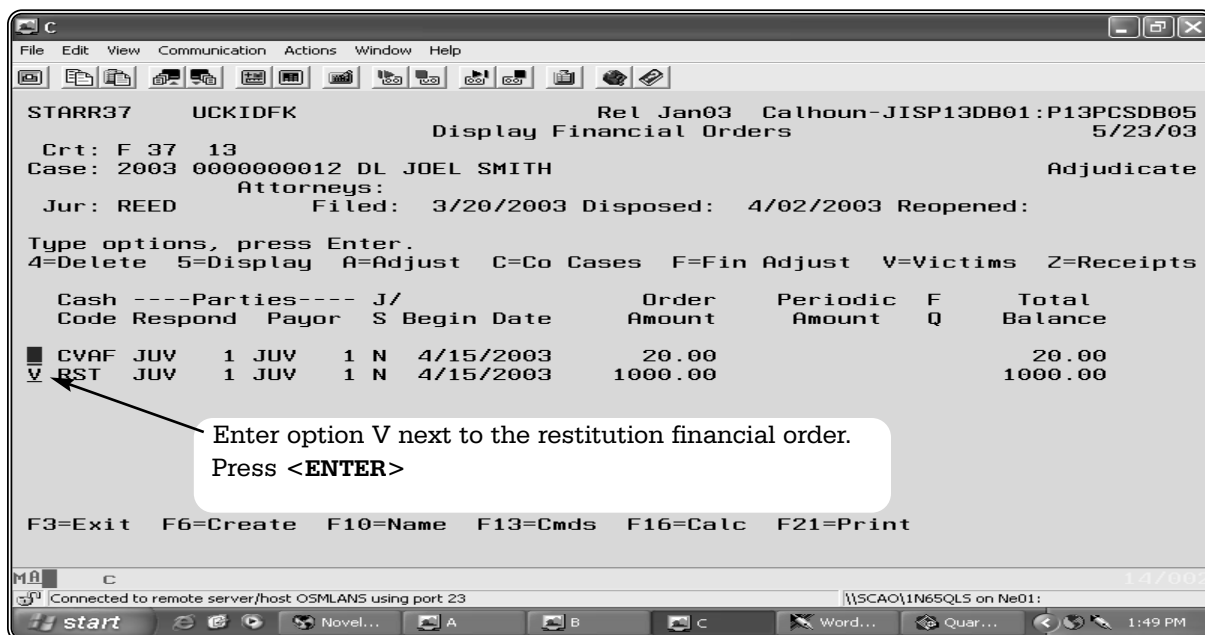 C
File Edit View Communication Actions Window Help
STARR37 UCKIDFK Rel Jan03 Calhoun-JISP13DB01:P13PCSDB05
Display Financial Orders 5/23/03
Crt: F 37 13
Case: 2003 0000000012 DL JOEL SMITH Adjudicate
Attorneys:
Jur: REED Filed: 3/20/2003 Disposed: 4/02/2003 Reopened:
Type options, press Enter.
4=Delete 5=Display A=Adjust C=Co Cases F=Fin Adjust V=Victims Z=Receipts
Cash ----Parties---- J/ Order Periodic F Total
Code Respond Payor S Begin Date Amount Amount Q Balance
CVAF JUV 1 JUV 1 N 4/15/2003 20.00 20.00
V RST JUV 1 JUV 1 N 4/15/2003 1000.00 1000.00
Enter option V next to the restitution financial order.
Press <ENTER>
F3=Exit F6=Create F10=Name F13=Cmds F16=Calc F21=Print
MA C 14/002
Connected to remote server/host OSMLANS using port 23 \\SCAO\1N65QLS on Ne01:
start Novel... A B C Word... Quar... 1:49 PM